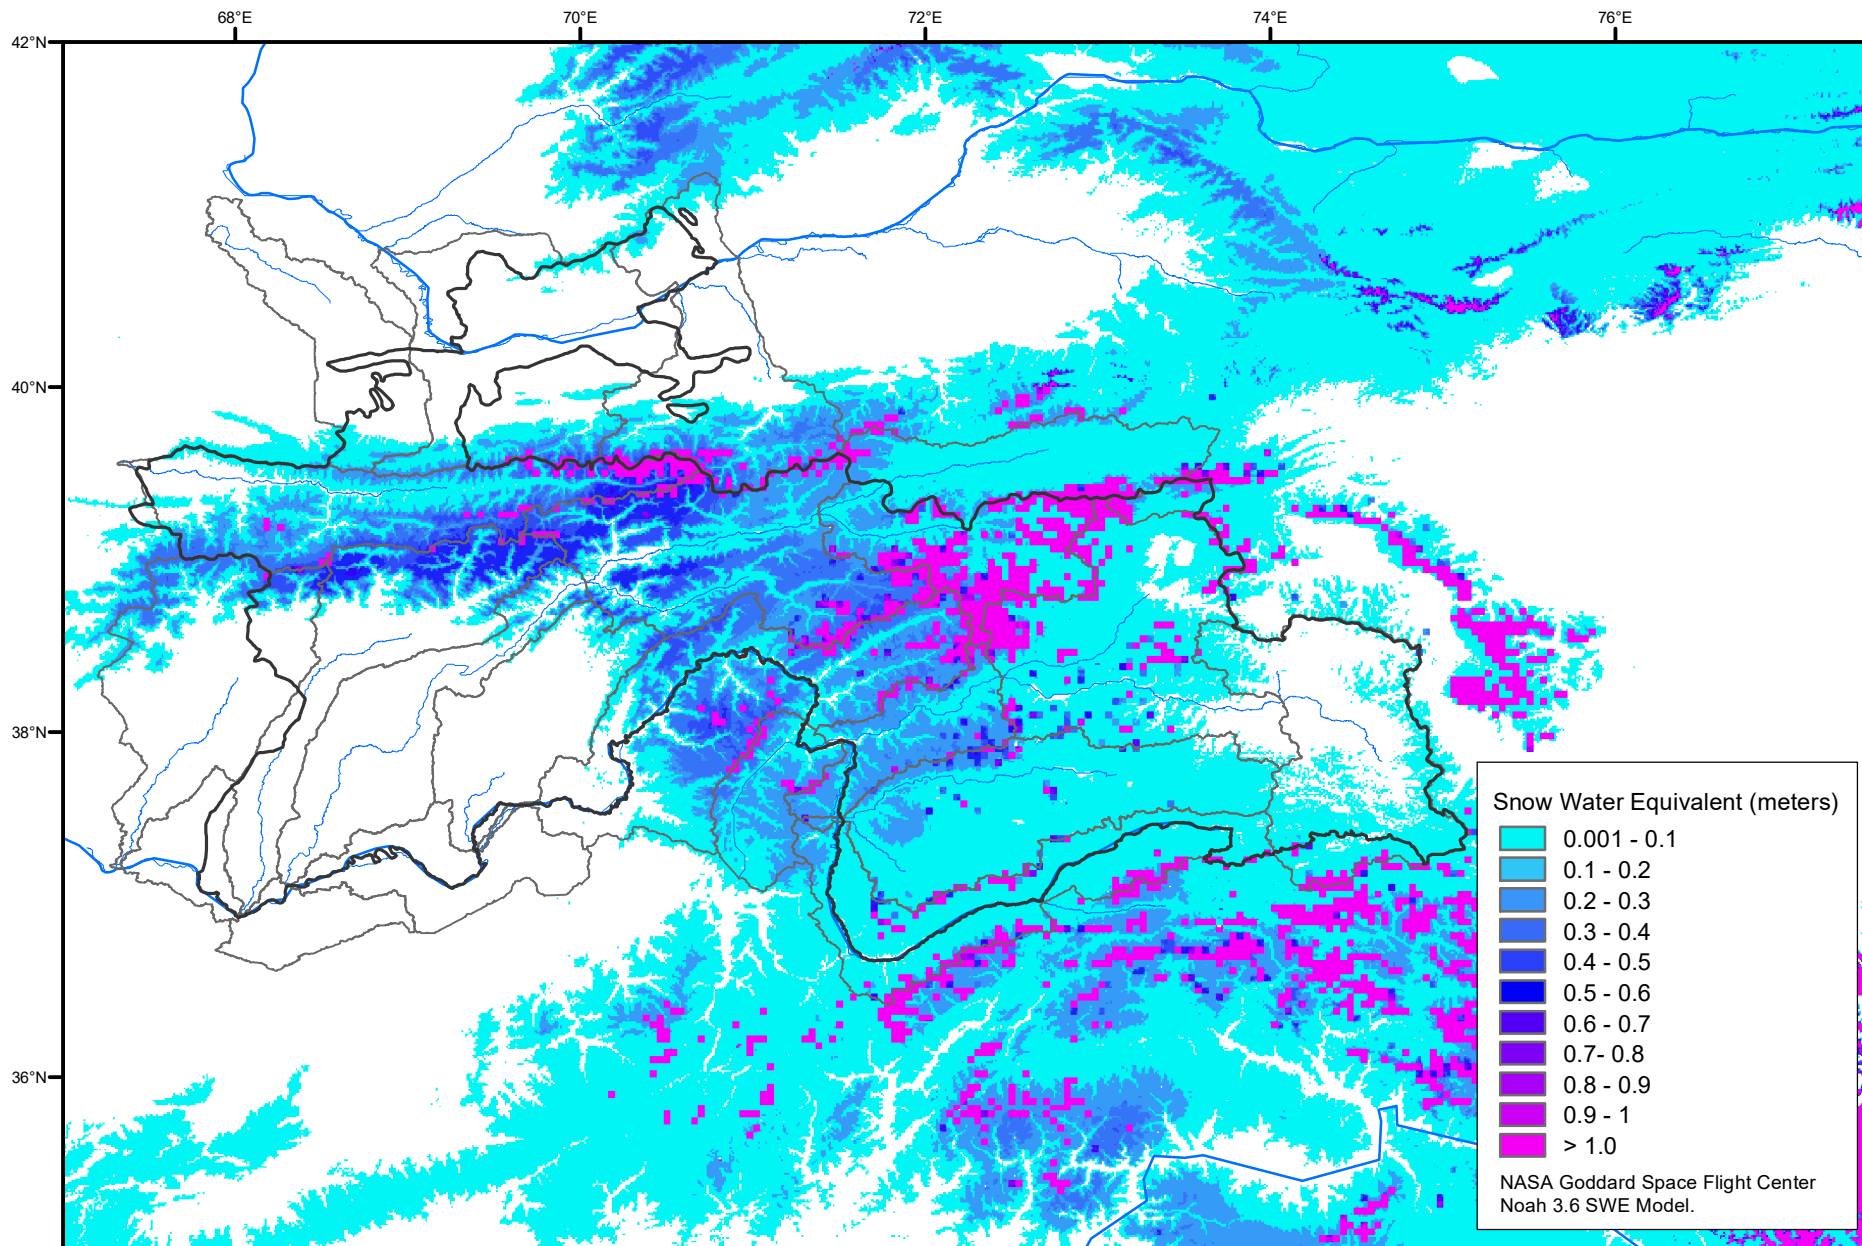 68°E
70°E
72°E
74°E
76°E
42°N
40°N
38°N
36°N
Snow Water Equivalent (meters)
0.001 - 0.1
0.1 - 0.2
0.2 - 0.3
0.3 - 0.4
0.4 - 0.5
0.5 - 0.6
0.6 - 0.7
0.7- 0.8
0.8 - 0.9
0.9 - 1
> 1.0
NASA Goddard Space Flight Center
Noah 3.6 SWE Model.